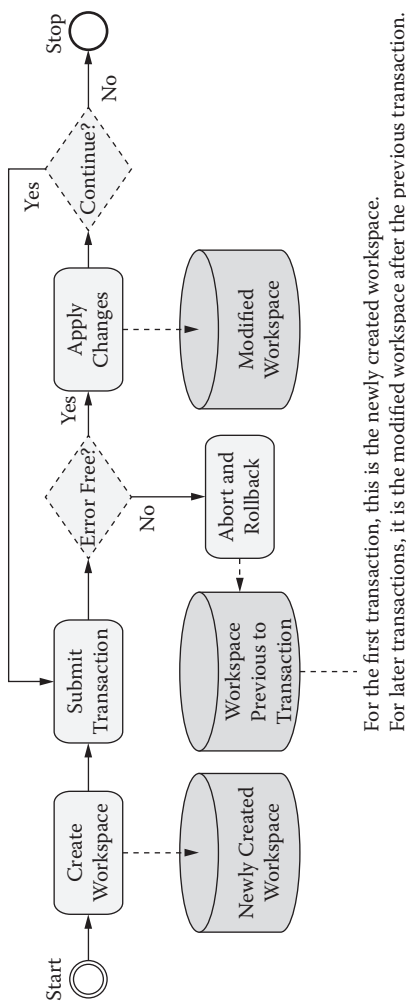 Start
Create
Workspace
Newly Created
Workspace
Submit
Transaction
Workspace
Previous to
Transaction
Error Free?
Yes
No
Abort and
Rollback
Apply
Changes
Modified
Workspace
Continue?
Yes
No
Stop
For the first transaction, this is the newly created workspace.
For later transactions, it is the modified workspace after the previous transaction.